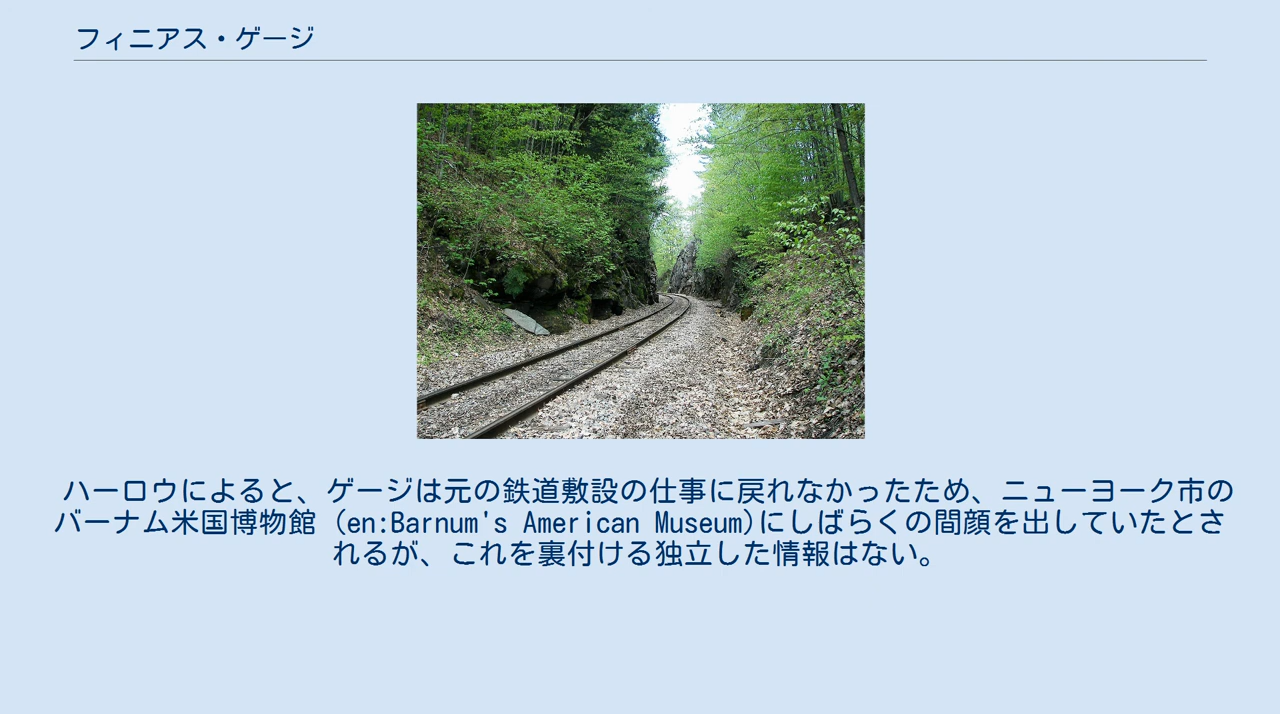 フィニアス・ゲージ
ハーロウによると、ゲージは元の鉄道敷設の仕事に戻れなかったため、ニューヨーク市の
バーナム米国博物館 (en:Barnum's American Museum)にしばらくの間顔を出していたとさ
れるが、これを裏付ける独立した情報はない。